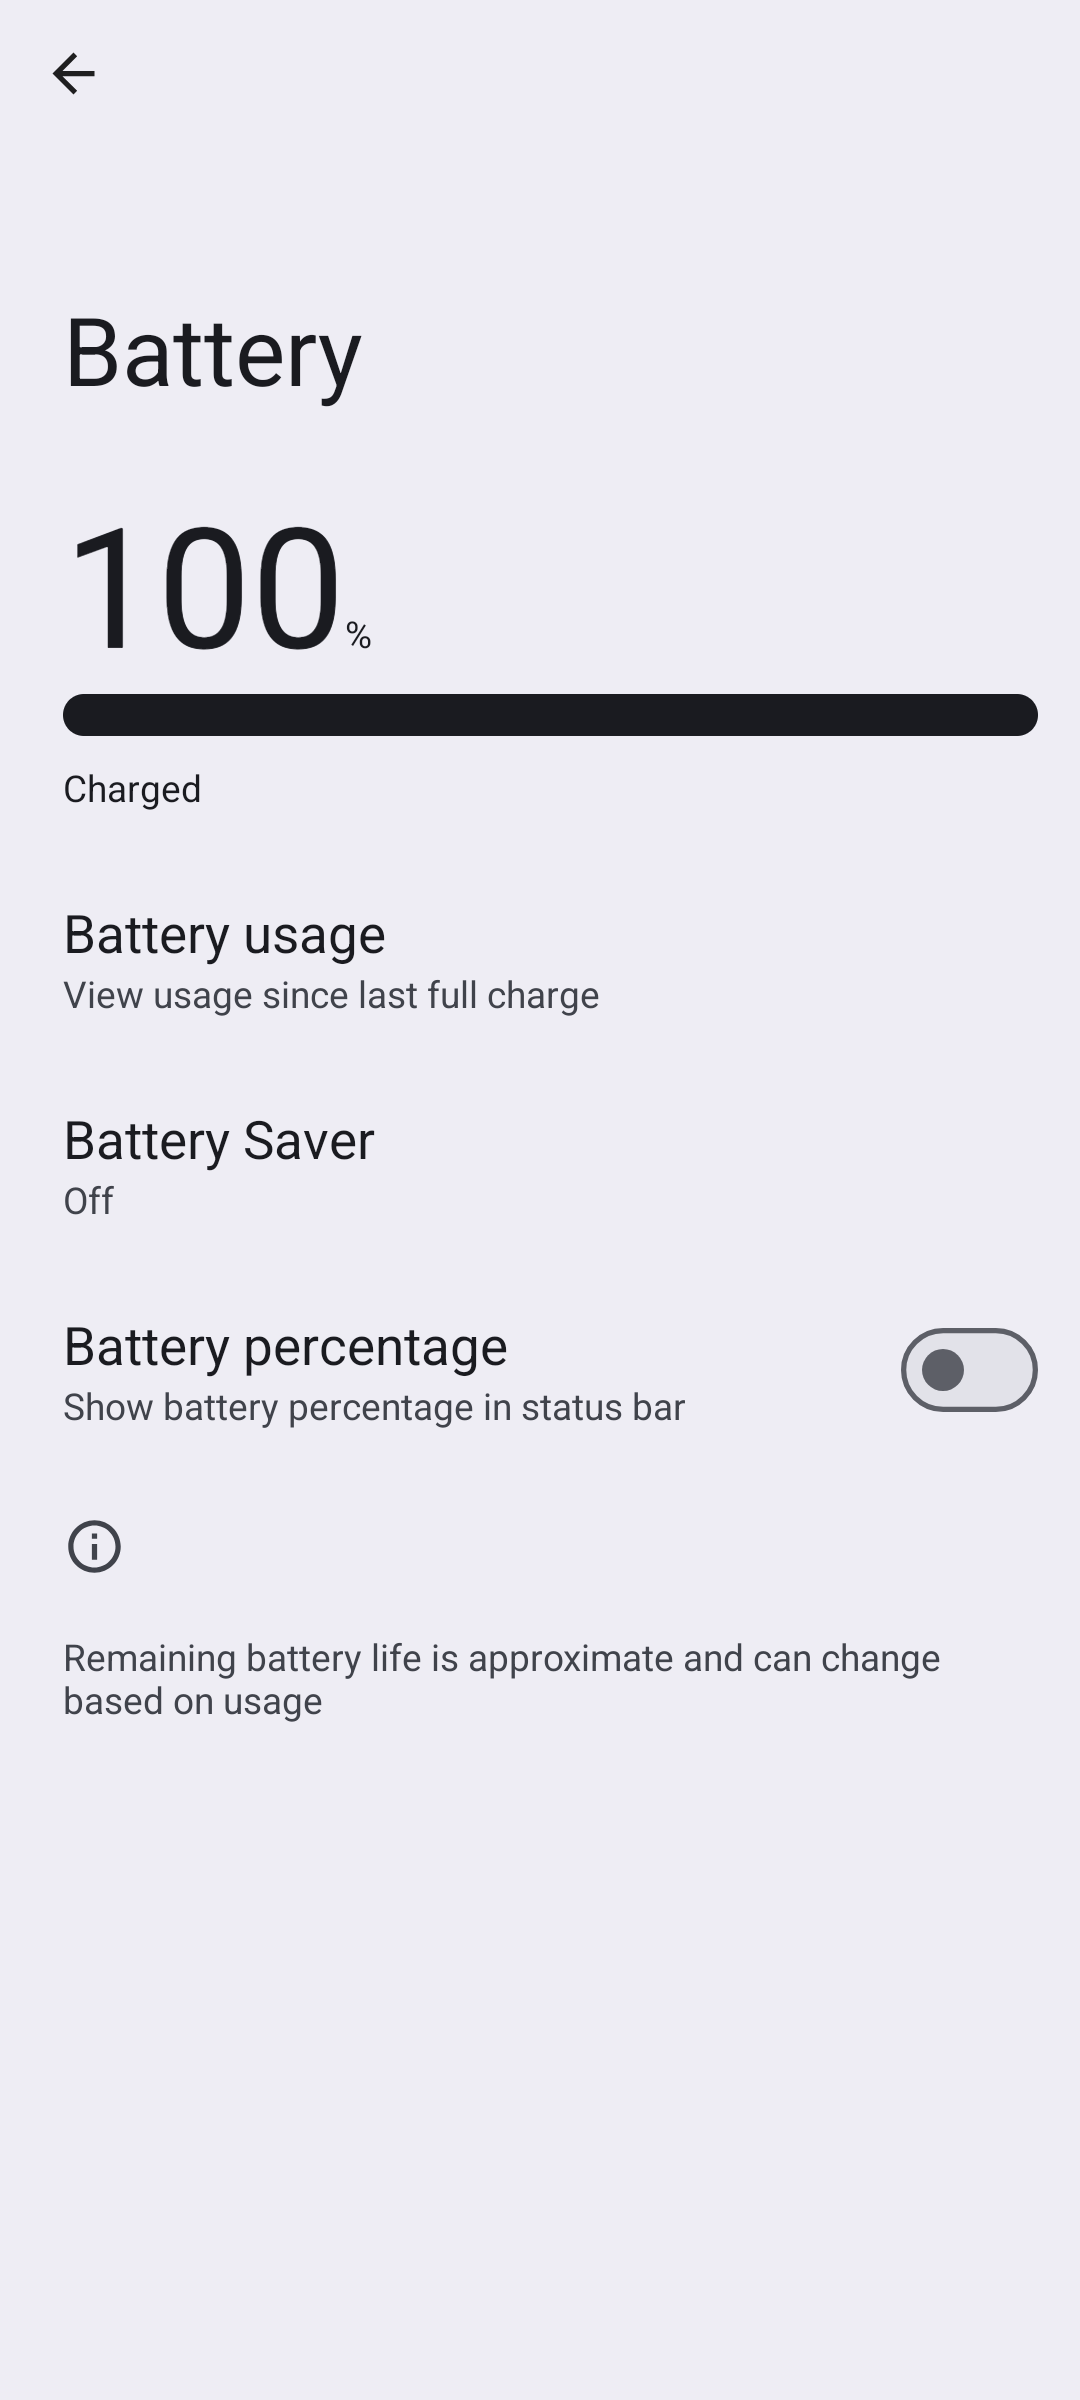 Battery
100%
Charged
Battery usage
View usage since last full charge
Battery Saver
Off
Battery percentage
Show battery percentage in status bar
Remaining battery life is approximate and can change
based on usage